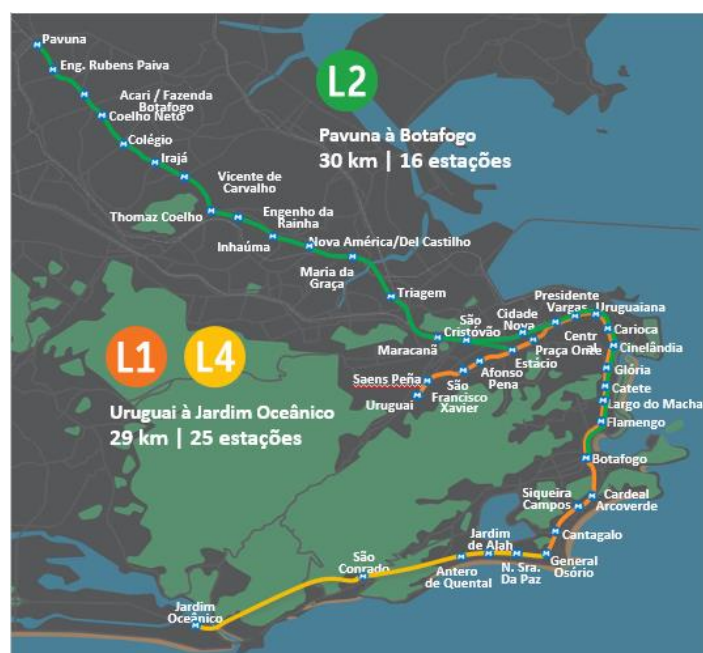 Pavuna
Eng. Rubens Paiva
Acari / Fazenda
Botafogo
Coelho Neto
Colégio
Irajá
Vicente de
Carvalho
Thomaz Coelho
Engenho da
Rainha
Inhaúma
Nova América/Del Castilho
Maria da
Graça
Triagem
Maracanã
São
Cristóvão
Cidade
Nova
Presidente
Vargas
Uruguaiana
Centr
al
Praça Onze
Carioca
Cinelândia
Estácio
Afonso
Pena
São
Francisco
Xavier
Saens Peña
Uruguai
Glória
Catete
Largo do Macha
Flamengo
Botafogo
Cardeal
Arcoverde
Siqueira
Campos
Cantagalo
General
Osório
N. Sra.
Da Paz
Jardim
de Alah
Antero
de Quental
São
Conrado
Jardim
Oceânico
L2
Pavuna à Botafogo
30 km | 16 estações
L1
L4
Uruguai à Jardim Oceânico
29 km | 25 estações